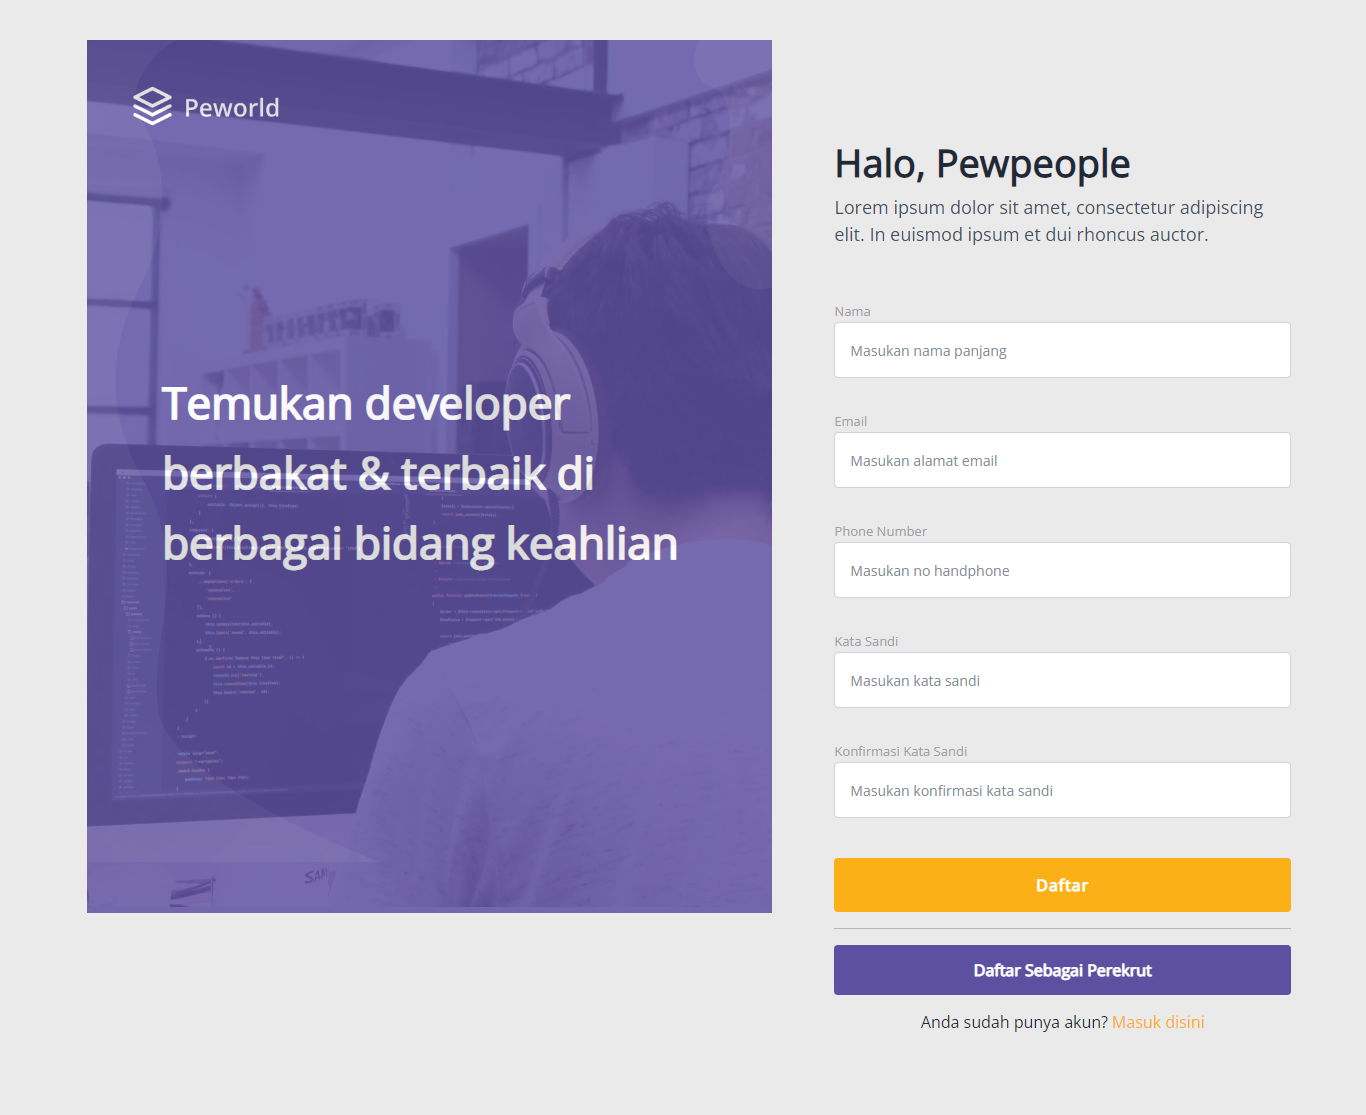 Peworld
Temukan developer
berbakat & terbaik di
berbagai bidang keahlian
Halo, Pewpeople
Lorem ipsum dolor sit amet, consectetur adipiscing
elit. In euismod ipsum et dui rhoncus auctor.
Nama
Masukan nama panjang
Email
Masukan alamat email
Phone Number
Masukan no handphone
Kata Sandi
Masukan kata sandi
Konfirmasi Kata Sandi
Masukan konfirmasi kata sandi
Daftar
Daftar Sebagai Perekrut
Anda sudah punya akun? Masuk disini